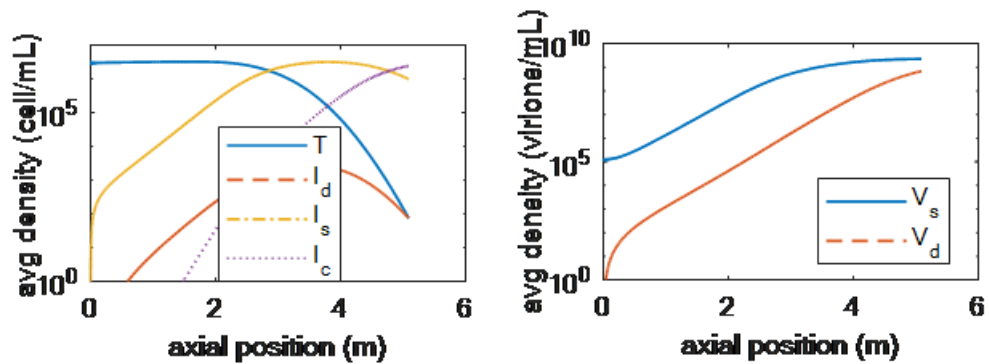 avg density (cell/mL)
10^5
10^0
T
I_d
I_s
I_c
0
2
4
6
axial position (m)
avg density (virione/mL)
10^10
10^5
10^0
V_s
V_d
0
2
4
6
axial position (m)